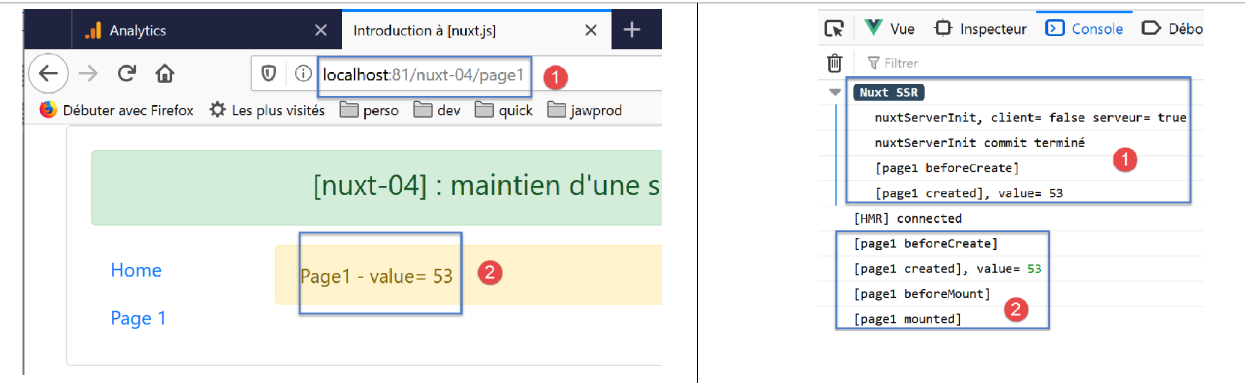 Analytics
Introduction à [nuxt.js]
localhost:81/nuxt-04/page1
1
Débuter avec Firefox
Les plus visités
perso
dev
quick
jawprod
[nuxt-04] : maintien d'une s
Home
Page 1
Page1 - value= 53
2
Vue
Inspecteur
Console
Débo
Filtrer
Nuxt SSR
nuxtServerInit, client= false serveur= true
nuxtServerInit commit terminé
[page1 beforeCreate]
[page1 created], value= 53
1
[HMR] connected
[page1 beforeCreate]
[page1 created], value= 53
[page1 beforeMount]
[page1 mounted]
2